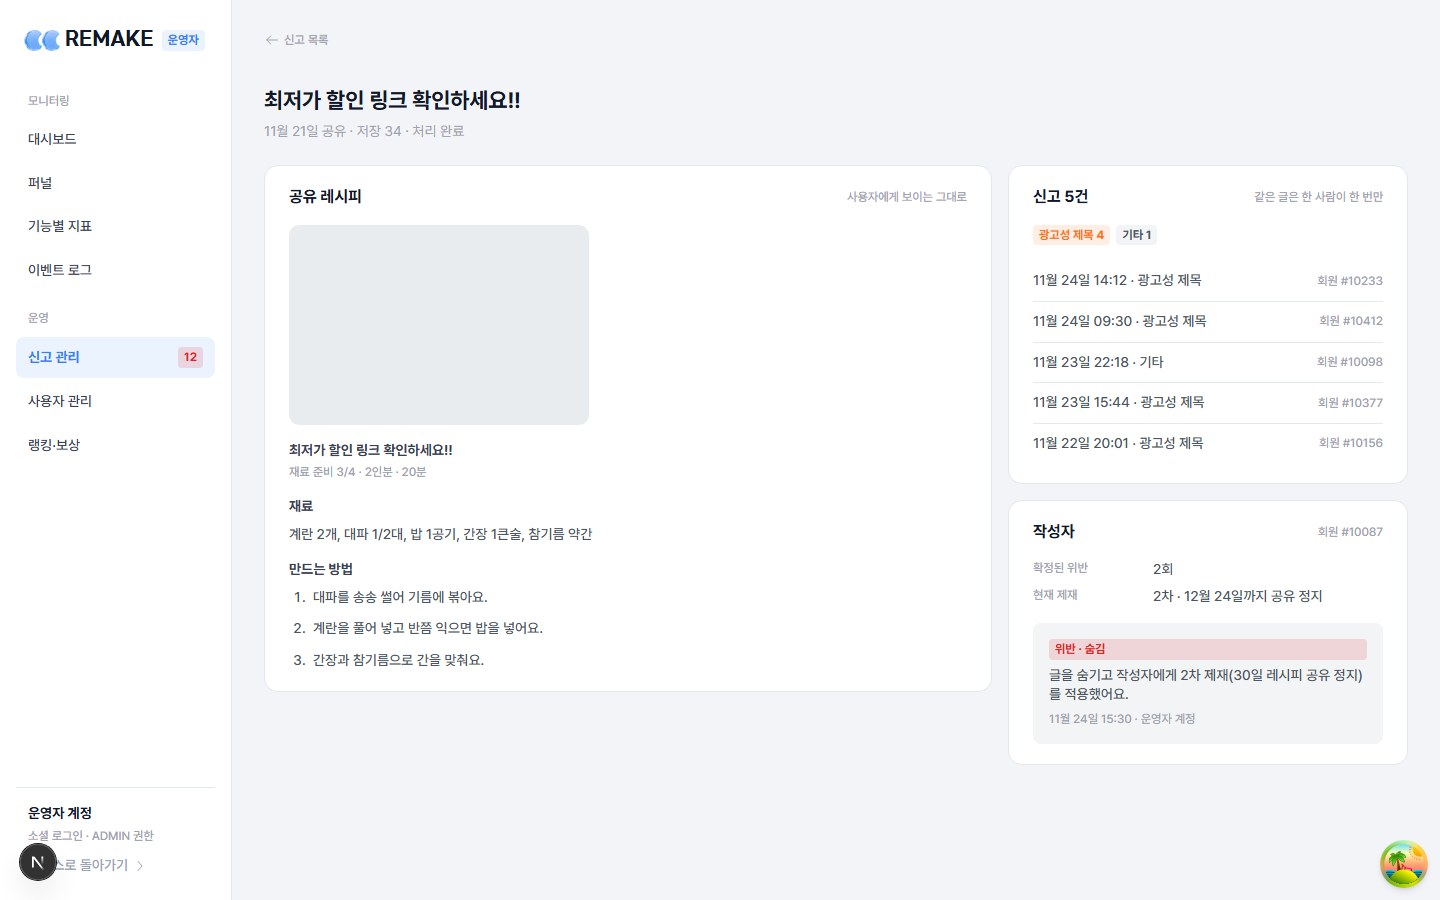 REMAKE 운영자
모니터링
대시보드
퍼널
기능별 지표
이벤트 로그
운영
신고 관리 12
사용자 관리
랭킹·보상
운영자 계정
소셜 로그인 · ADMIN 권한
스로 돌아가기
N
← 신고 목록
최저가 할인 링크 확인하세요!!
11월 21일 공유 · 저장 34 · 처리 완료
공유 레시피
사용자에게 보이는 그대로
최저가 할인 링크 확인하세요!!
재료 준비 3/4 · 2인분 · 20분
재료
계란 2개, 대파 1/2대, 밥 1공기, 간장 1큰술, 참기름 약간
만드는 방법
1. 대파를 송송 썰어 기름에 볶아요.
2. 계란을 풀어 넣고 반쯤 익으면 밥을 넣어요.
3. 간장과 참기름으로 간을 맞춰요.
신고 5건
같은 글은 한 사람이 한 번만
광고성 제목 4 기타 1
11월 24일 14:12 · 광고성 제목 회원 #10233
11월 24일 09:30 · 광고성 제목 회원 #10412
11월 23일 22:18 · 기타 회원 #10098
11월 23일 15:44 · 광고성 제목 회원 #10377
11월 22일 20:01 · 광고성 제목 회원 #10156
작성자 회원 #10087
확정된 위반 2회
현재 제재 2차 · 12월 24일까지 공유 정지
위반 · 숨김
글을 숨기고 작성자에게 2차 제재(30일 레시피 공유 정지)
를 적용했어요.
11월 24일 15:30 · 운영자 계정